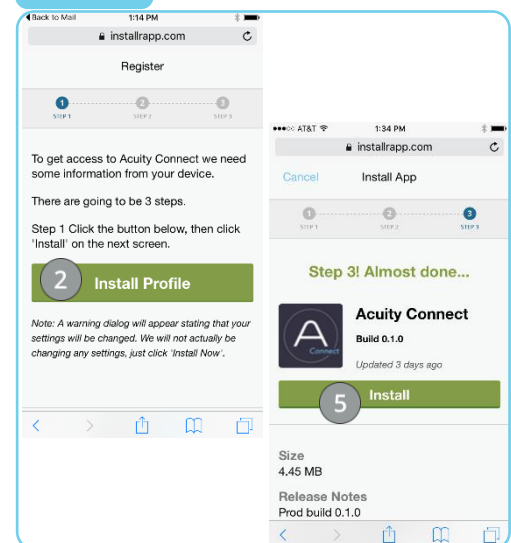 Back to Mail 1:14 PM
installrapp.com
Register
1 2 3
STEP 1 STEP 2 STEP 3
To get access to Acuity Connect we need
some information from your device.
There are going to be 3 steps.
Step 1 Click the button below, then click
'Install' on the next screen.
2 Install Profile
Note: A warning dialog will appear stating that your
settings will be changed. We will not actually be
changing any settings, just click 'Install Now'.
AT&T 1:34 PM
installrapp.com
Cancel Install App
1 2 3
STEP 1 STEP 2 STEP 3
Step 3! Almost done...
A
Connect
Acuity Connect
Build 0.1.0
Updated 3 days ago
5 Install
Size
4.45 MB
Release Notes
Prod build 0.1.0